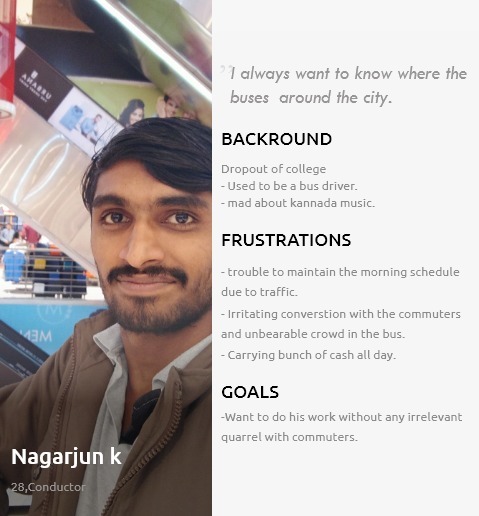 ”I always want to know where the
buses around the city.
BACKROUND
Dropout of college
- Used to be a bus driver.
- mad about kannada music.
FRUSTRATIONS
- trouble to maintain the morning schedule
due to traffic.
- Irritating converstion with the commuters
and unbearable crowd in the bus.
- Carrying bunch of cash all day.
GOALS
-Want to do his work without any irrelevant
quarrel with commuters.
Nagarjun k
28,Conductor
URBANA
MEN